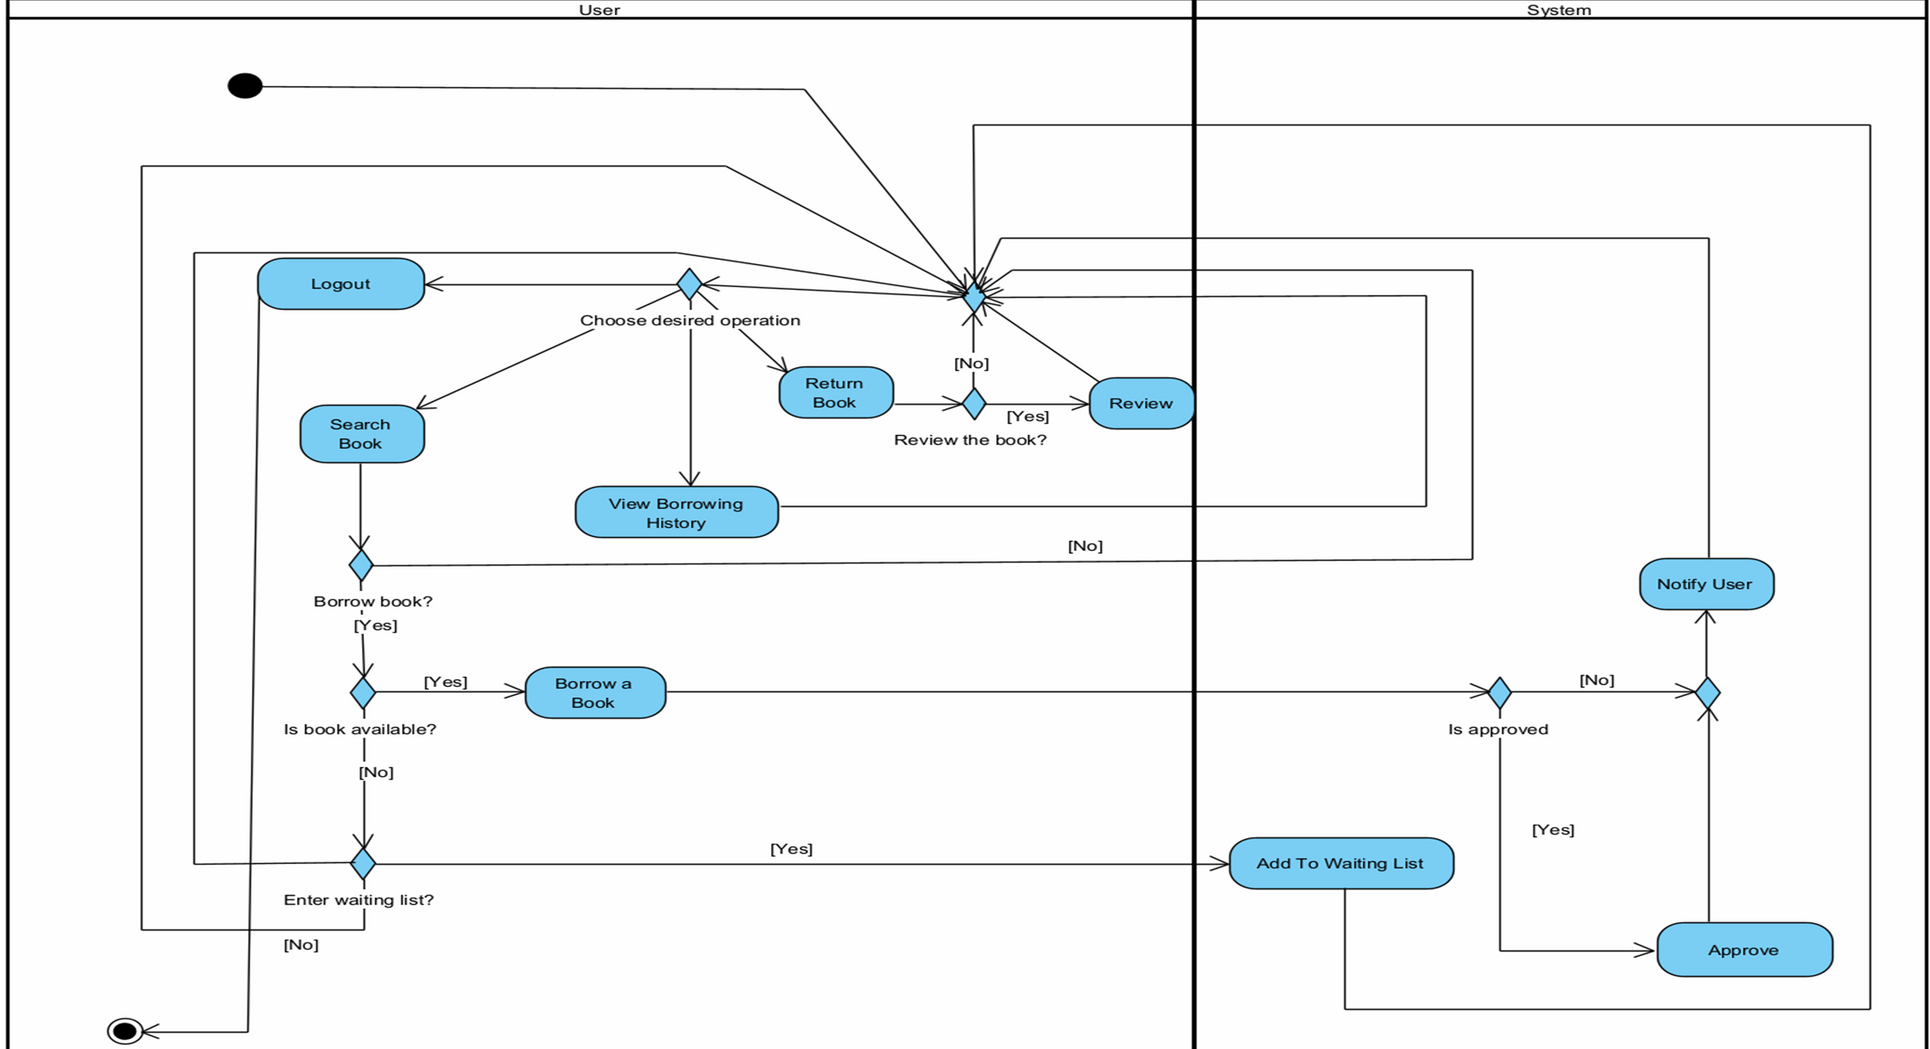 User
System
Logout
Choose desired operation
[No]
Return
Book
Review
[Yes]
Review the book?
Search
Book
View Borrowing
History
[No]
Borrow book?
[Yes]
Notify User
[Yes]
Borrow a
Book
[No]
Is book available?
Is approved
[No]
[Yes]
[Yes]
Add To Waiting List
Enter waiting list?
[No]
Approve